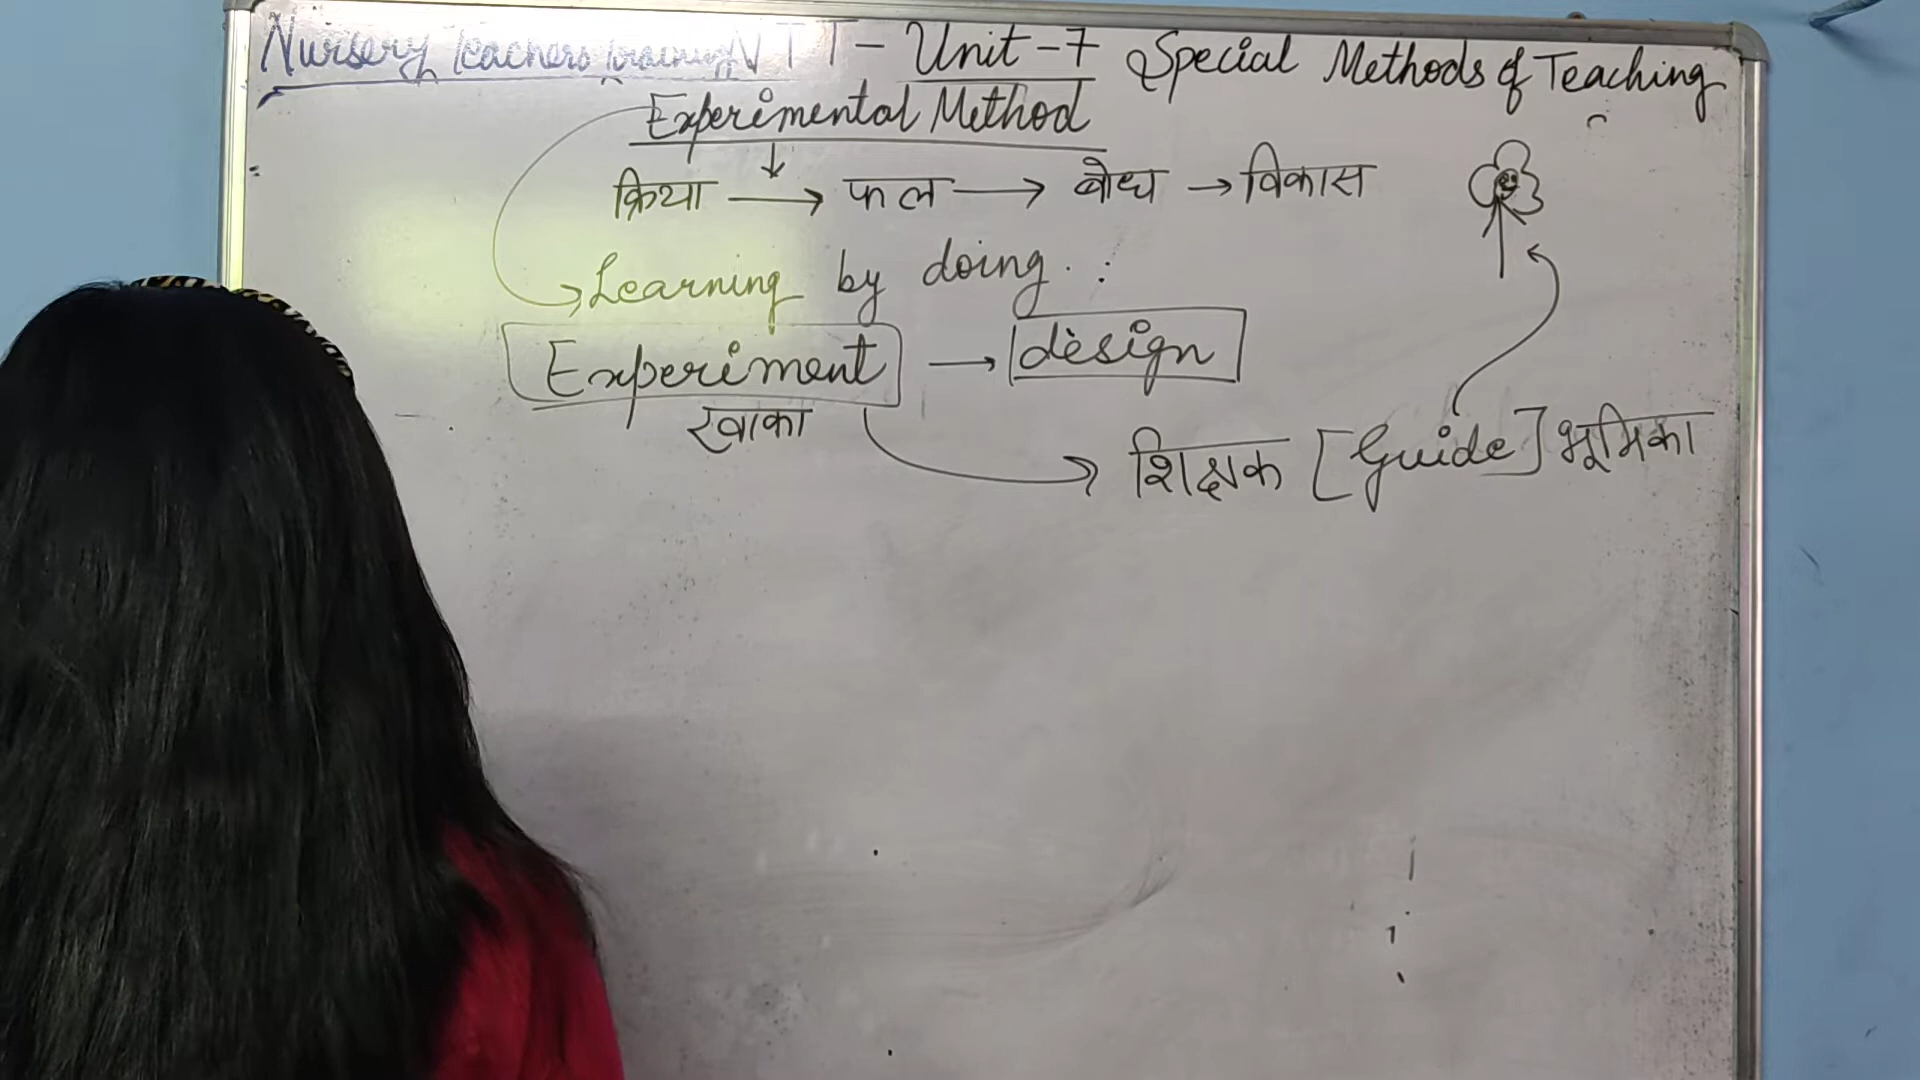 Nursery Teachers Training NTT - Unit - 7 Special Methods of Teaching
Experimental Method
क्रिया → फल → बोध → विकास
Learning by doing
Experiment → design
खाका
शिक्षक [Guide] भूमिका